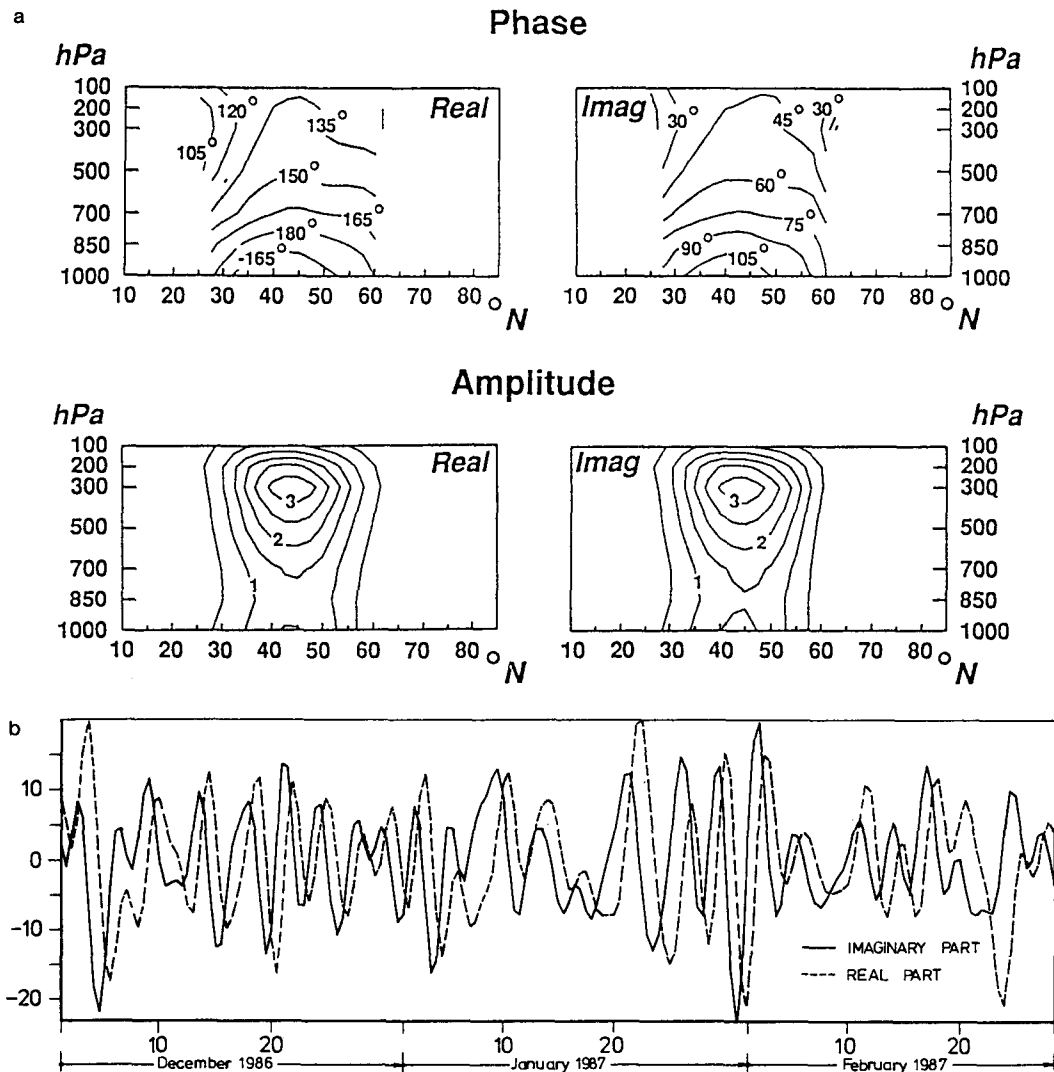 a
Phase
hPa
hPa
100
200
300
500
700
850
1000
Real
120
135°
105
150°
165°
180°
-165°
10 20 30 40 50 60 70 80 °N
Imag
30°
45°
30°
60°
75°
90°
105°
100
200
300
500
700
850
1000
10 20 30 40 50 60 70 80 °N
Amplitude
hPa
hPa
100
200
300
500
700
850
1000
Real
3
2
1
10 20 30 40 50 60 70 80 °N
Imag
3
2
1
100
200
300
500
700
850
1000
10 20 30 40 50 60 70 80 °N
b
10
0
-10
-20
IMAGINARY PART
REAL PART
10 20 10 20 10 20
December 1986 January 1987 February 1987